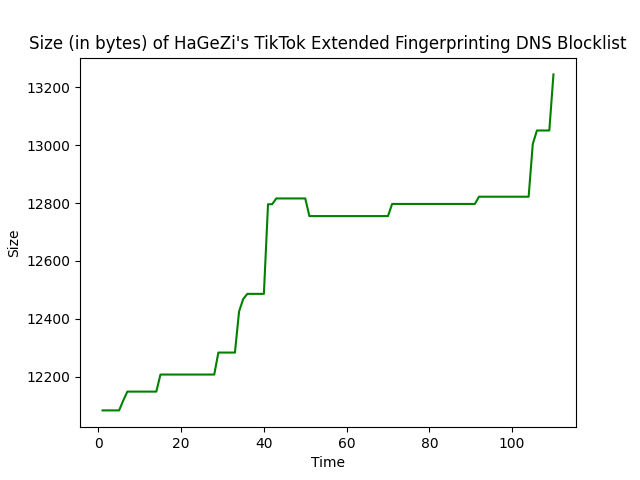 Size (in bytes) of HaGeZi's TikTok Extended Fingerprinting DNS Blocklist
13200
13000
12800
12600
12400
12200
Size
0 20 40 60 80 100
Time